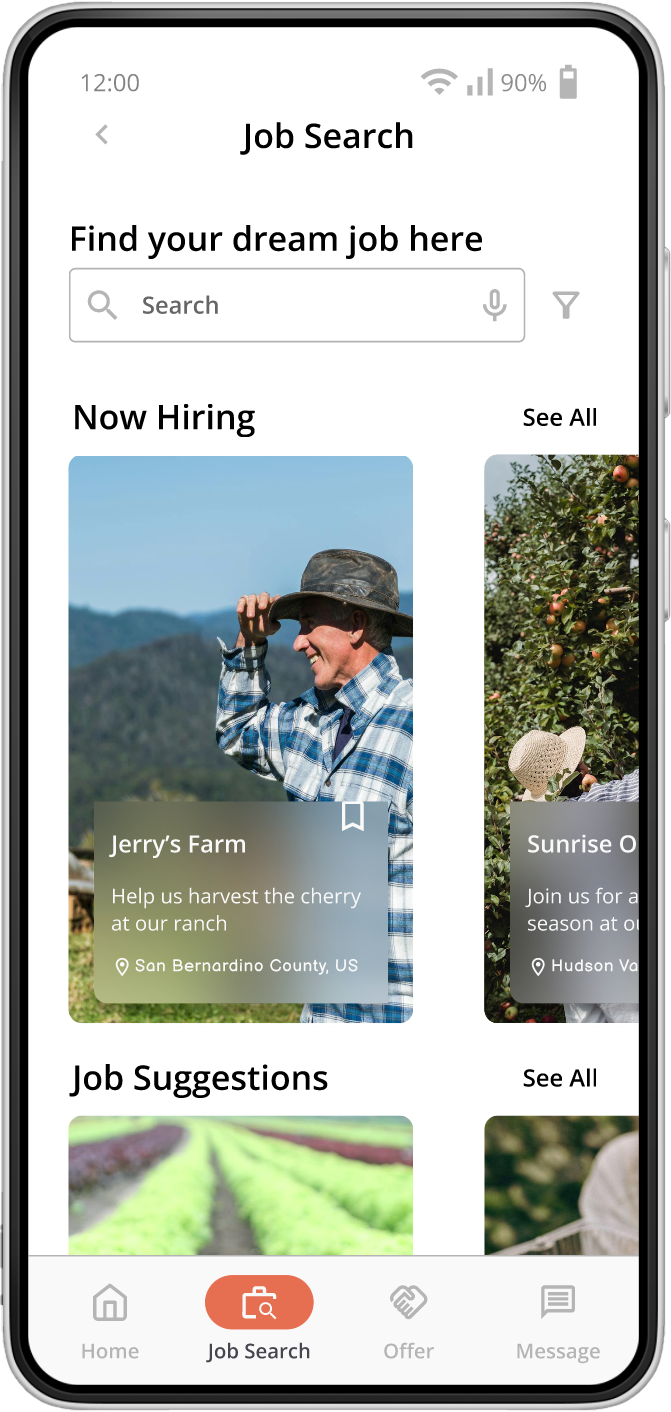 12:00
90%
Job Search
Find your dream job here
Search
Now Hiring
See All
Jerry’s Farm
Help us harvest the cherry
at our ranch
San Bernardino County, US
Sunrise O
Join us for a
season at
Hudson Va
Job Suggestions
See All
Home
Job Search
Offer
Message